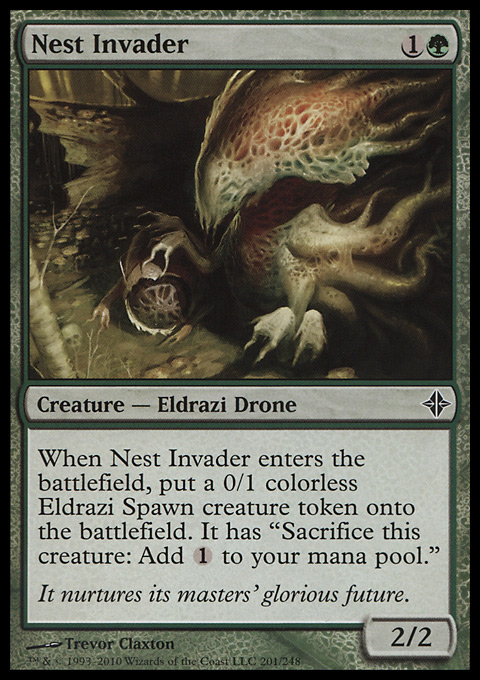 Nest Invader 1
Creature — Eldrazi Drone
When Nest Invader enters the
battlefield, put a 0/1 colorless
Eldrazi Spawn creature token onto
the battlefield. It has “Sacrifice this
creature: Add 1 to your mana pool.”
It nurtures its masters’ glorious future.
Trevor Claxton
2/2
™ & © 1993–2010 Wizards of the Coast LLC 201/248